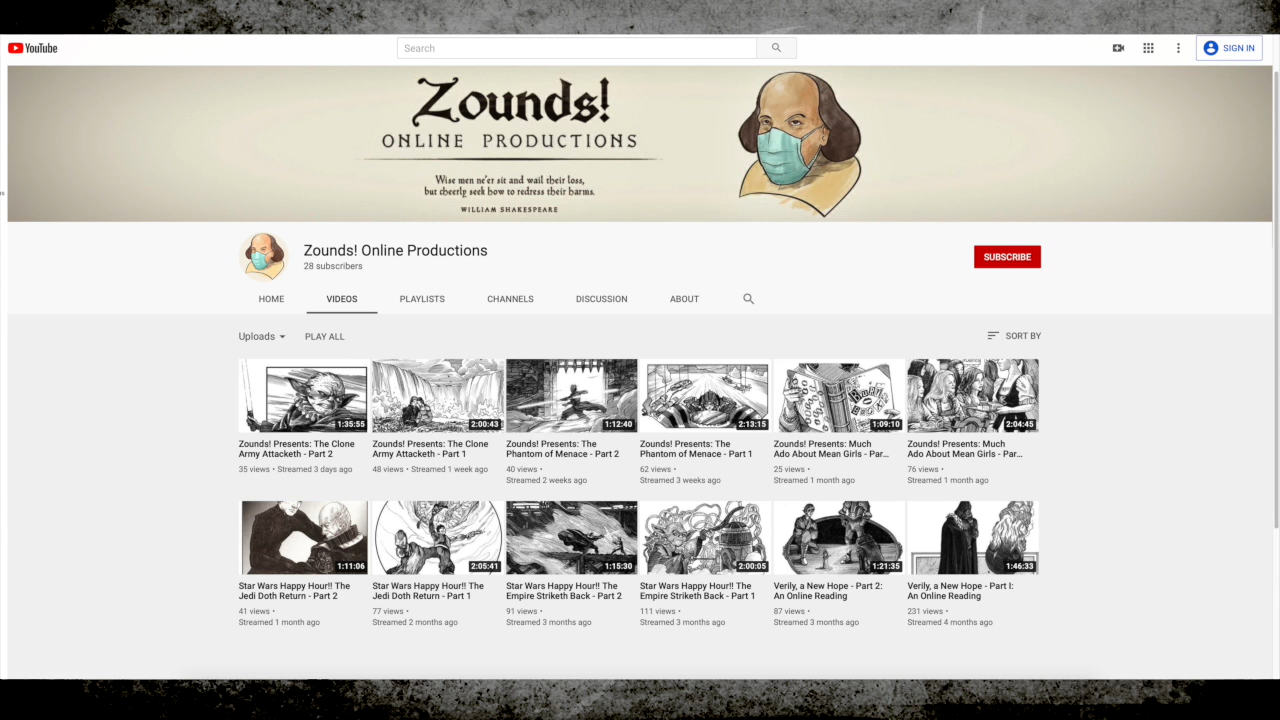 YouTube
Search
SIGN IN
Zounds!
ONLINE PRODUCTIONS
Wise men ne'er sit and wail their loss,
but cheerly seek how to redress their harms.
WILLIAM SHAKESPEARE
Zounds! Online Productions
28 subscribers
SUBSCRIBE
HOME VIDEOS PLAYLISTS CHANNELS DISCUSSION ABOUT
Uploads PLAY ALL SORT BY
1:35:55 2:00:43 1:12:40 2:13:15 1:09:10 2:04:45
Zounds! Presents: The Clone
Army Attacketh - Part 2
35 views • Streamed 3 days ago
Zounds! Presents: The Clone
Army Attacketh - Part 1
48 views • Streamed 1 week ago
Zounds! Presents: The
Phantom of Menace - Part 2
40 views •
Streamed 2 weeks ago
Zounds! Presents: The
Phantom of Menace - Part 1
62 views •
Streamed 3 weeks ago
Zounds! Presents: Much
Ado About Mean Girls - Par...
25 views •
Streamed 1 month ago
Zounds! Presents: Much
Ado About Mean Girls - Par...
76 views •
Streamed 1 month ago
1:11:06 2:05:41 1:15:30 2:00:05 1:21:35 1:46:33
Star Wars Happy Hour!! The
Jedi Doth Return - Part 2
41 views •
Streamed 1 month ago
Star Wars Happy Hour!! The
Jedi Doth Return - Part 1
77 views •
Streamed 2 months ago
Star Wars Happy Hour!! The
Empire Striketh Back - Part 2
91 views •
Streamed 3 months ago
Star Wars Happy Hour!! The
Empire Striketh Back - Part 1
111 views •
Streamed 3 months ago
Verily, a New Hope - Part 2:
An Online Reading
87 views •
Streamed 3 months ago
Verily, a New Hope - Part I:
An Online Reading
231 views •
Streamed 4 months ago